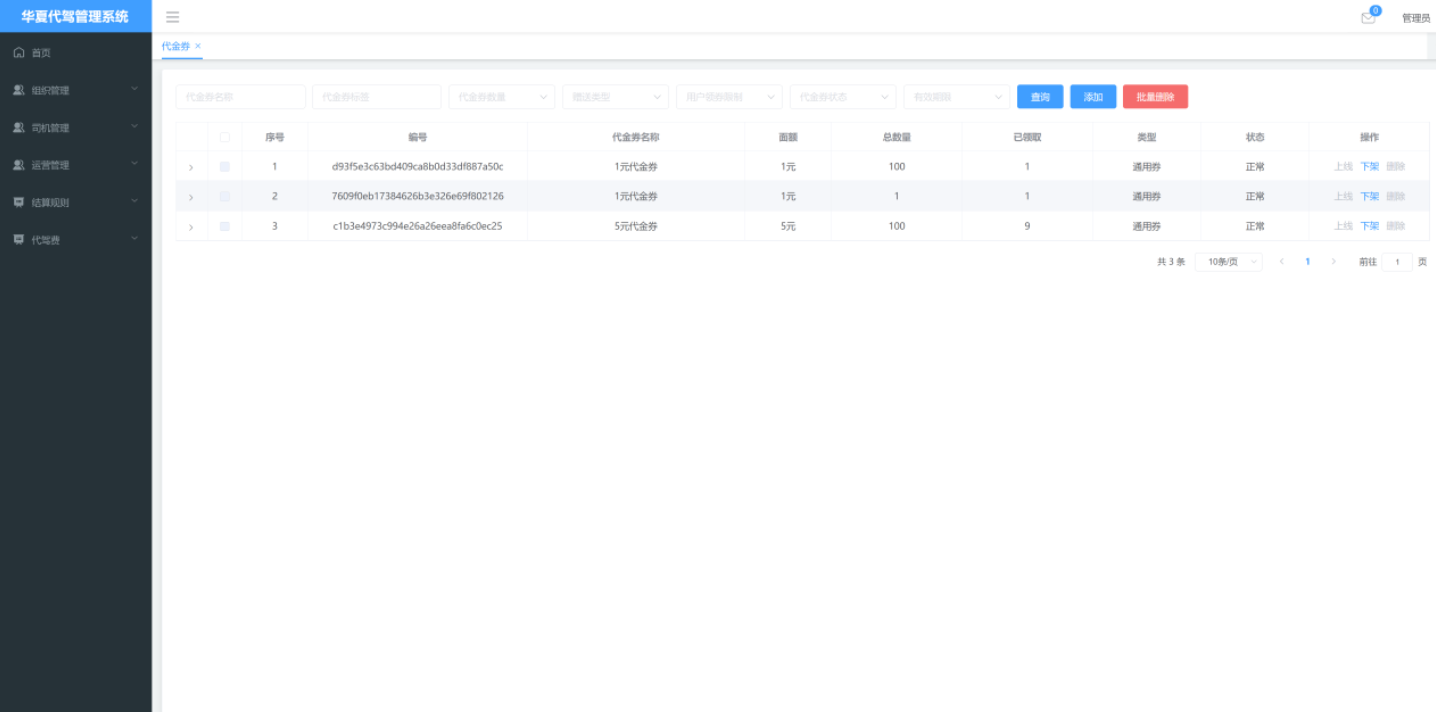 华夏代驾管理系统
0
管理员
首页
组织管理
司机管理
运营管理
结算规则
代驾费
代金券 ×
代金券名称 代金券标签 代金券数量 赠送类型 用户领券限制 代金券状态 有效期限 查询 添加 批量删除
序号 编号 代金券名称 面额 总数量 已领取 类型 状态 操作
1 d93f5e3c63bd409ca8b0d33df887a50c 1元代金券 1元 100 1 通用券 正常 上线 下架 删除
2 7609f0eb17384626b3e326e69f802126 1元代金券 1元 1 1 通用券 正常 上线 下架 删除
3 c1b3e4973c994e26a26eea8fa6c0ec25 5元代金券 5元 100 9 通用券 正常 上线 下架 删除
共 3 条 10条/页 1 前往 1 页